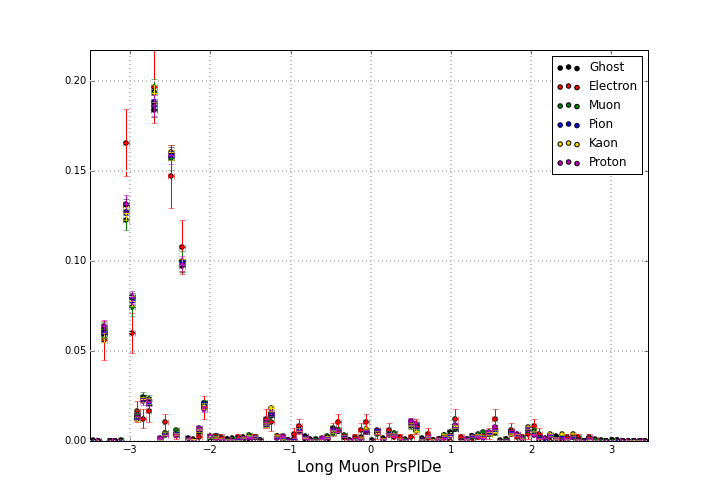 0.20
0.15
0.10
0.05
0.00
−3 −2 −1 0 1 2 3
Long Muon PrsPIDe
Ghost
Electron
Muon
Pion
Kaon
Proton